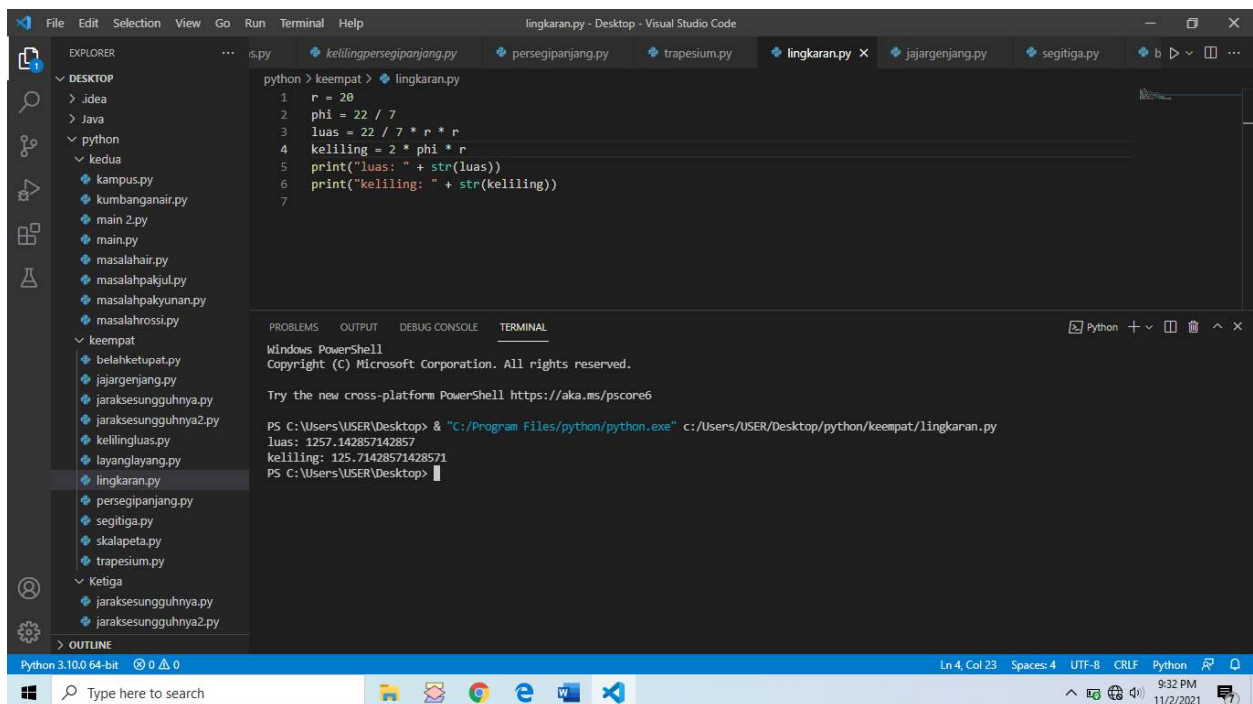 File Edit Selection View Go Run Terminal Help lingkaran.py - Desktop - Visual Studio Code
EXPLORER
is.py kelilingpersegipanjang.py persegipanjang.py trapesium.py lingkaran.py jajargenjang.py segitiga.py b
DESKTOP
> .idea
> Java
python
kedua
kampus.py
kumbanganair.py
main 2.py
main.py
masalahair.py
masalahpakjul.py
masalahpakyunan.py
masalahrossi.py
keempat
belahketupat.py
jajargenjang.py
jaraksesungguhnya.py
jaraksesungguhnya2.py
kelilingluas.py
layanglayang.py
lingkaran.py
persegipanjang.py
segitiga.py
skalapeta.py
trapesium.py
Ketiga
jaraksesungguhnya.py
jaraksesungguhnya2.py
> OUTLINE
python > keempat > lingkaran.py
1 r = 20
2 phi = 22 / 7
3 luas = 22 / 7 * r * r
4 keliling = 2 * phi * r
5 print("luas: " + str(luas))
6 print("keliling: " + str(keliling))
7
PROBLEMS OUTPUT DEBUG CONSOLE TERMINAL Python
Windows PowerShell
Copyright (C) Microsoft Corporation. All rights reserved.
Try the new cross-platform PowerShell https://aka.ms/pscore6
PS C:\Users\USER\Desktop> & "C:/Program Files/python/python.exe" c:/Users/USER/Desktop/python/keempat/lingkaran.py
luas: 1257.142857142857
keliling: 125.71428571428571
PS C:\Users\USER\Desktop>
Python 3.10.0 64-bit 0 0 Ln 4, Col 23 Spaces: 4 UTF-8 CRLF Python
Type here to search
9:32 PM
11/2/2021